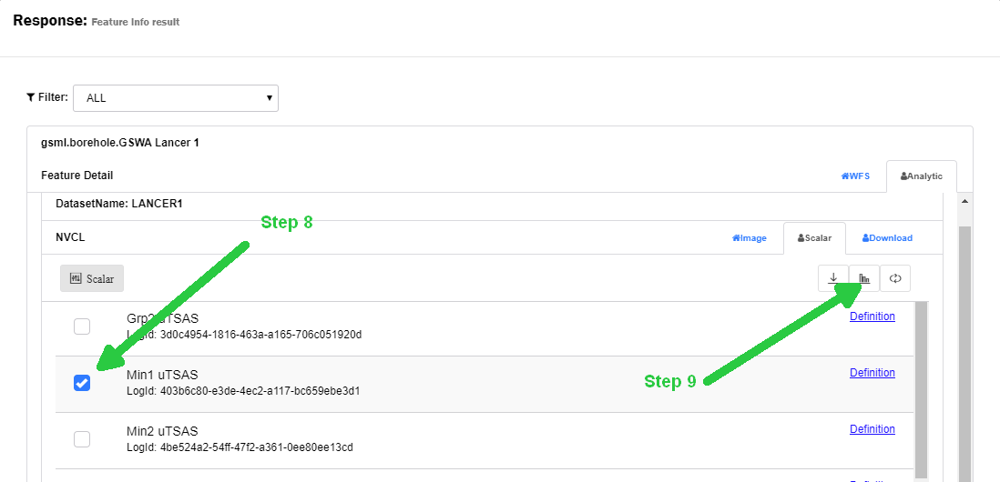 Response: Feature Info result
Filter: ALL
gsml.borehole.GSWA Lancer 1
Feature Detail WFS Analytic
DatasetName: LANCER1
Step 8
NVCL Image Scalar Download
Scalar
Grp2 uTSAS Definition
LogId: 3d0c4954-1816-463a-a165-706c051920d
Min1 uTSAS Definition
LogId: 403b6c80-e3de-4ec2-a117-bc659ebe3d1
Step 9
Min2 uTSAS Definition
LogId: 4be524a2-54ff-47f2-a361-0ee80ee13cd